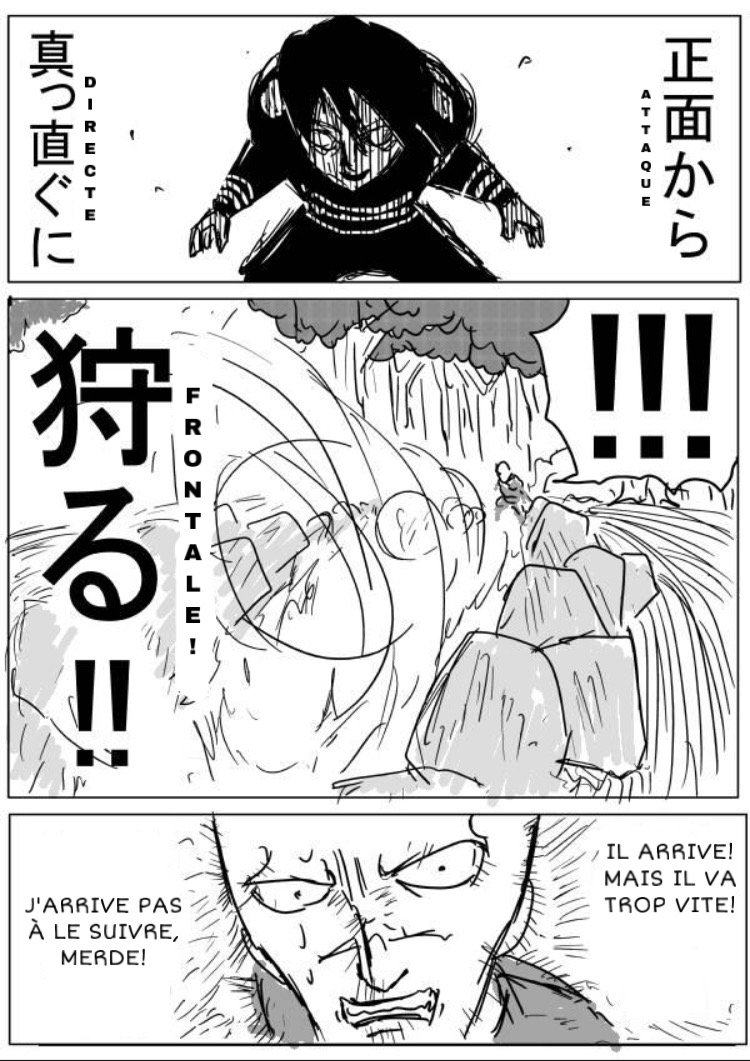 正面から
ATTAQUE
真っ直ぐに
DIRECTE
!!!
狩る!!
FRONTALE!
IL ARRIVE!
MAIS IL VA
TROP VITE!
J'ARRIVE PAS
À LE SUIVRE,
MERDE!